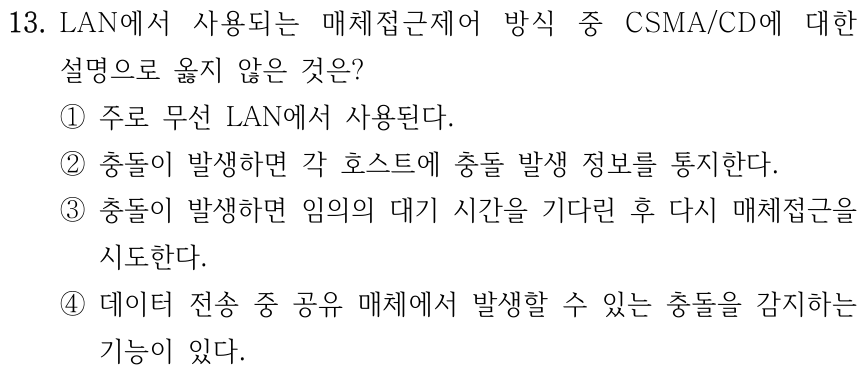 13. LAN에서 사용되는 매체접근제어 방식 중 CSMA/CD에 대한
설명으로 옳지 않은 것은?
① 주로 무선 LAN에서 사용된다.
② 충돌이 발생하면 각 호스트에 충돌 발생 정보를 통지한다.
③ 충돌이 발생하면 임의의 대기 시간을 기다린 후 다시 매체접근을
시도한다.
④ 데이터 전송 중 공유 매체에서 발생할 수 있는 충돌을 감지하는
기능이 있다.